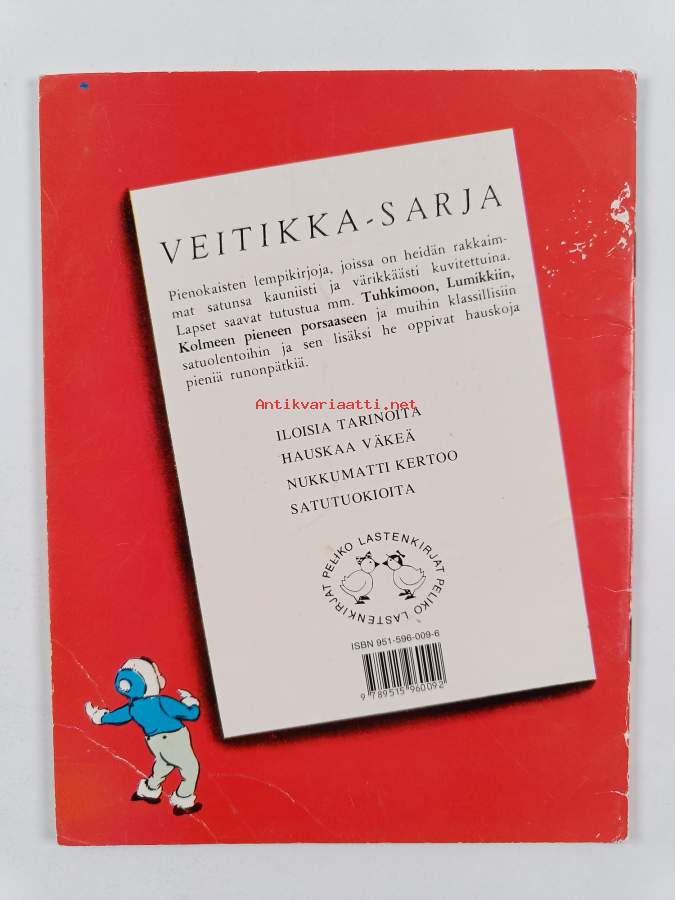 VEITIKKA-SARJA
Pienokaisten lempikirjoja, joissa on heidän rakkaim-
mat satunsa kauniisti ja värikkäästi kuvitettuina.
Lapset saavat tutustua mm. Tuhkimoon, Lumikkiin,
Kolmeen pieneen porsaaseen ja muihin klassillisiin
satuolentoihin ja sen lisäksi he oppivat hauskoja
pieniä runonpätkiä.
Antikvariaatti.net
ILOISIA TARINOITA
HAUSKAA VÄKEÄ
NUKKUMATTI KERTOO
SATUTUOKIOITA
PELIKO LASTENKIRJAT PELIKO LASTENKIRJAT
ISBN 951-596-009-6
9 789515 960092